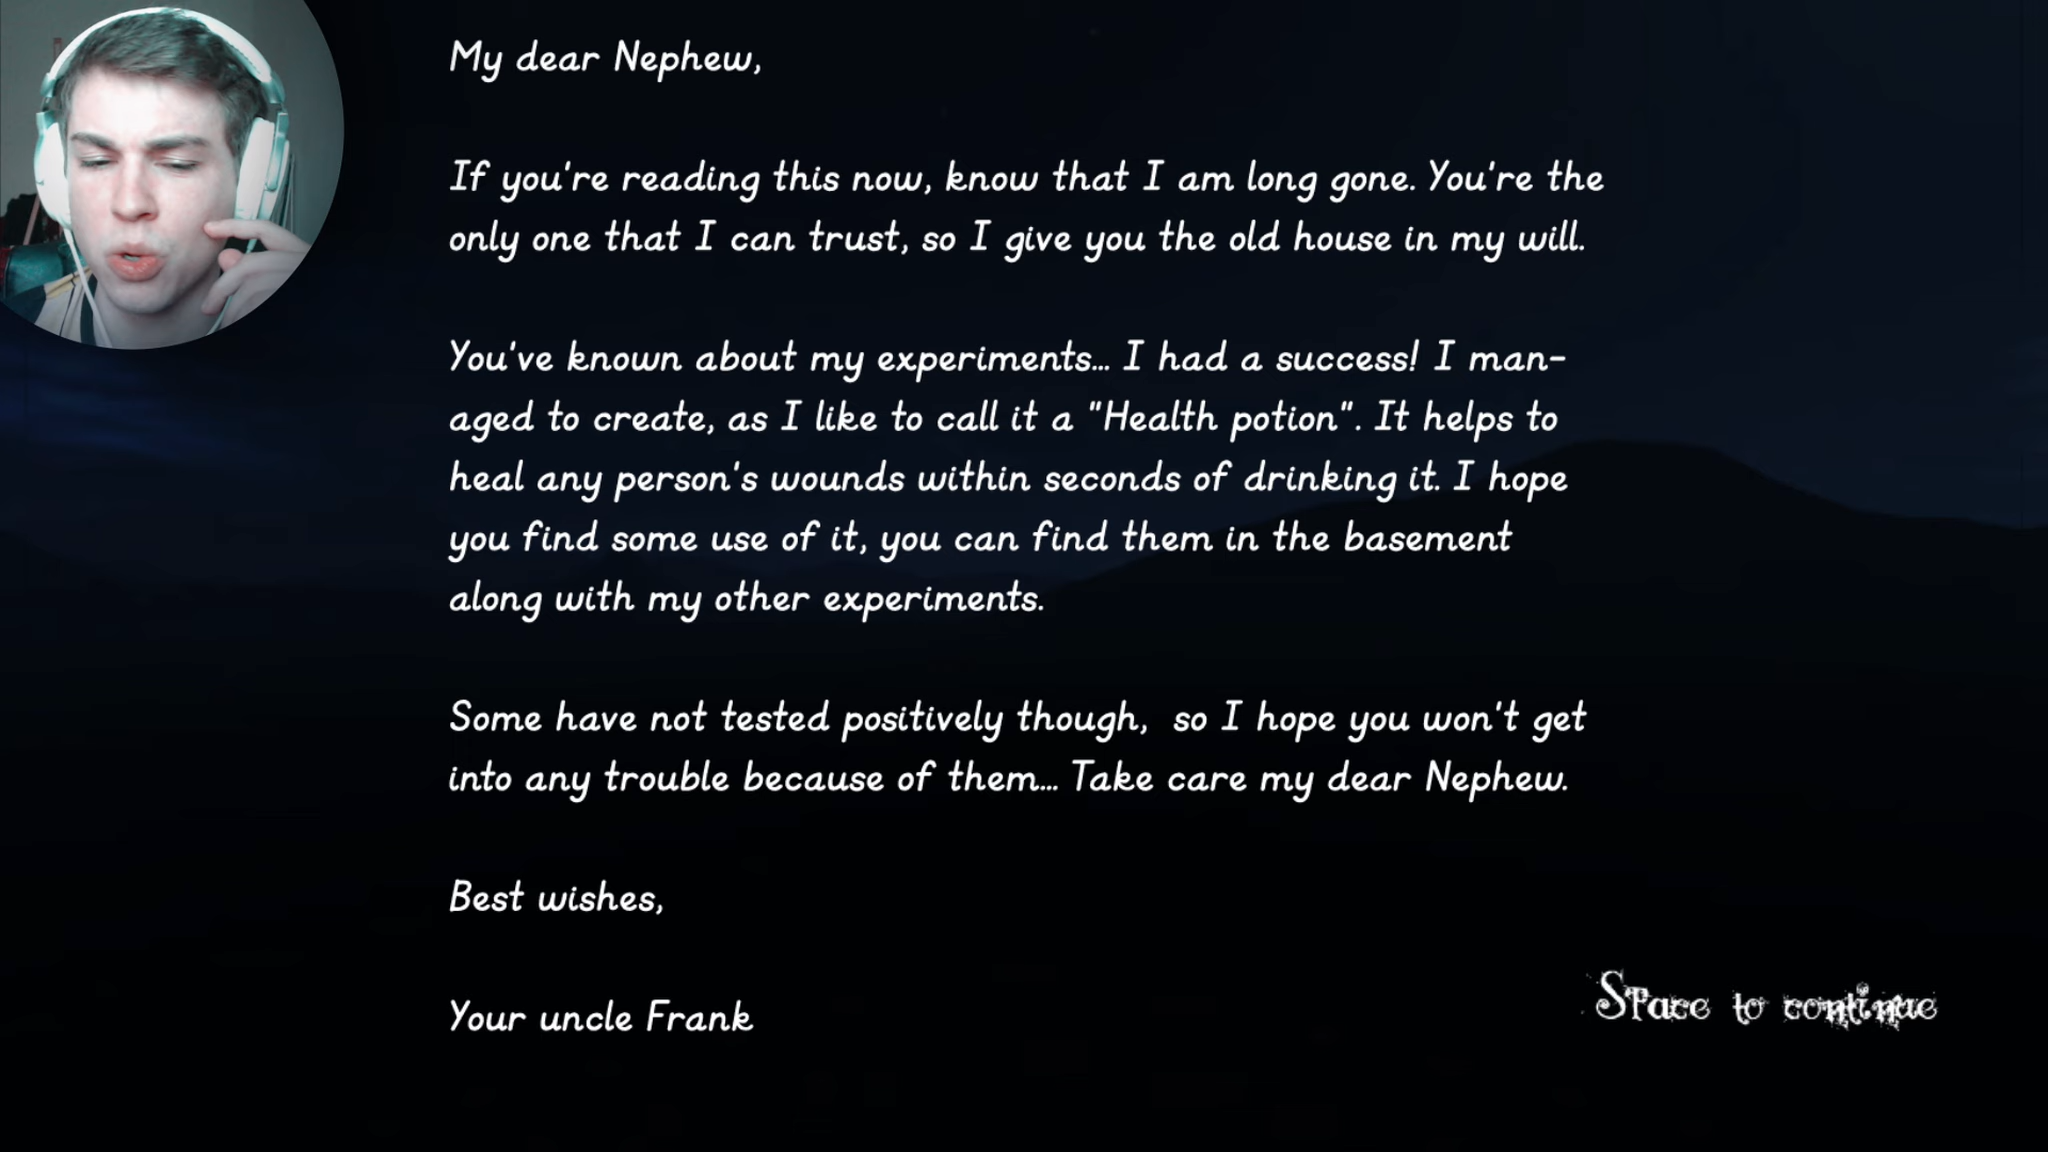 My dear Nephew,
If you're reading this now, know that I am long gone. You're the
only one that I can trust, so I give you the old house in my will.
You've known about my experiments... I had a success! I man-
aged to create, as I like to call it a "Health potion". It helps to
heal any person's wounds within seconds of drinking it. I hope
you find some use of it, you can find them in the basement
along with my other experiments.
Some have not tested positively though,  so I hope you won't get
into any trouble because of them... Take care my dear Nephew.
Best wishes,
Your uncle Frank
Space to continue